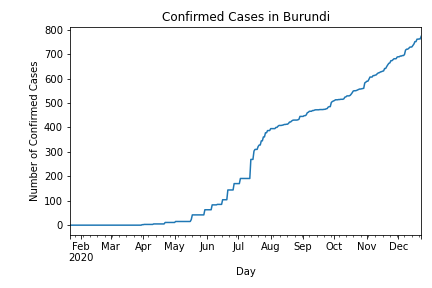 Confirmed Cases in Burundi
Number of Confirmed Cases
800
700
600
500
400
300
200
100
0
Feb Mar Apr May Jun Jul Aug Sep Oct Nov Dec
2020
Day